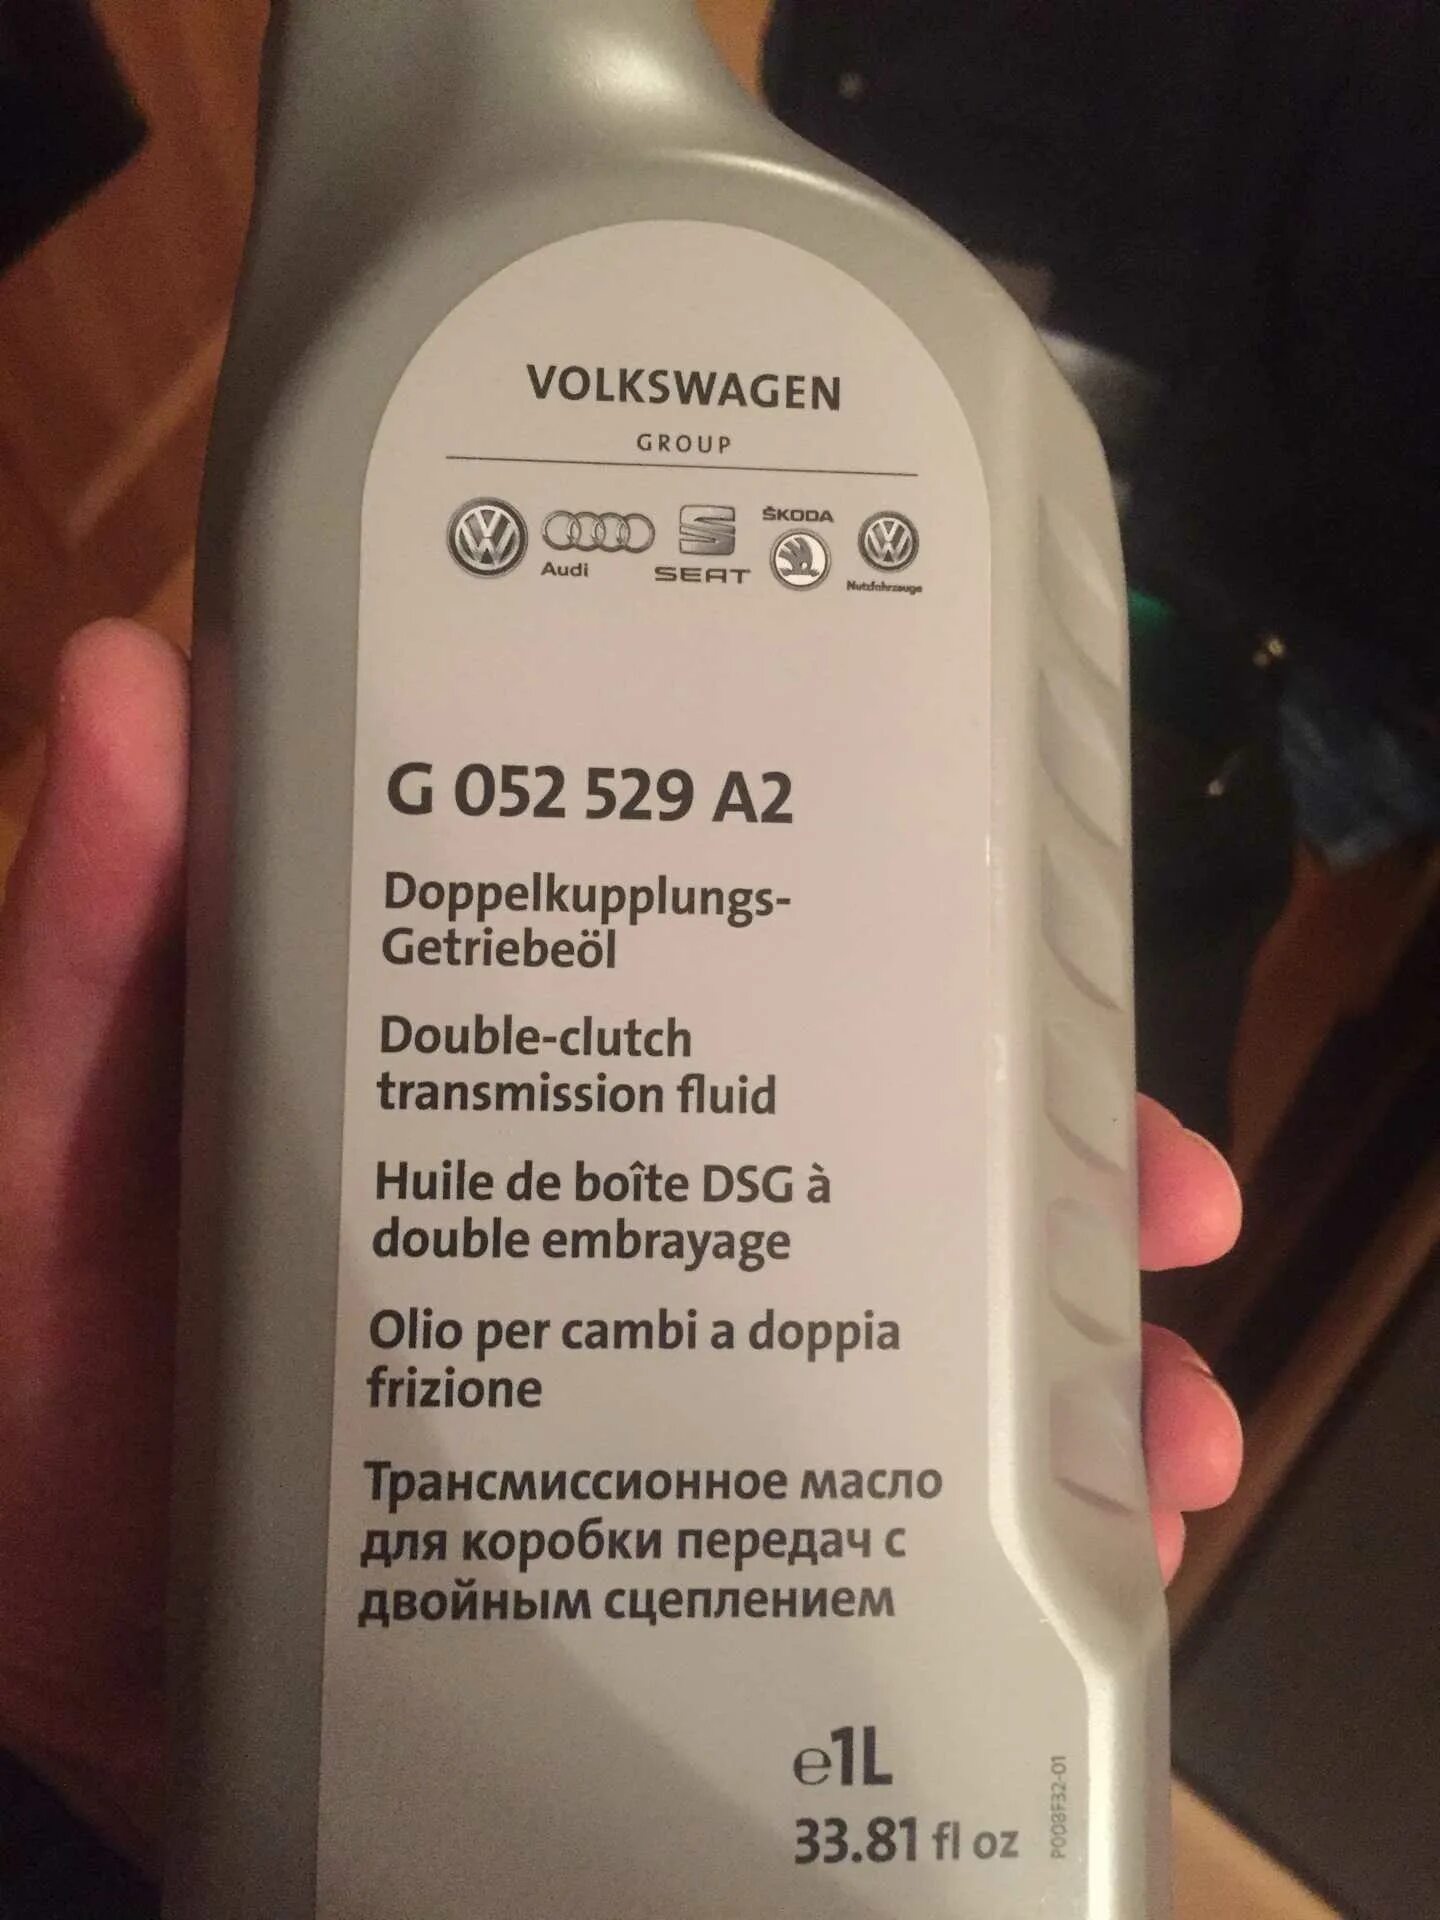 VOLKSWAGEN
GROUP
Audi
SEAT
ŠKODA
Nutzfahrzeuge
G 052 529 A2
Doppelkupplungs-
Getriebeöl
Double-clutch
transmission fluid
Huile de boîte DSG à
double embrayage
Olio per cambi a doppia
frizione
Трансмиссионное масло
для коробки передач с
двойным сцеплением
℮1L
33.81 fl oz
P008F32-01